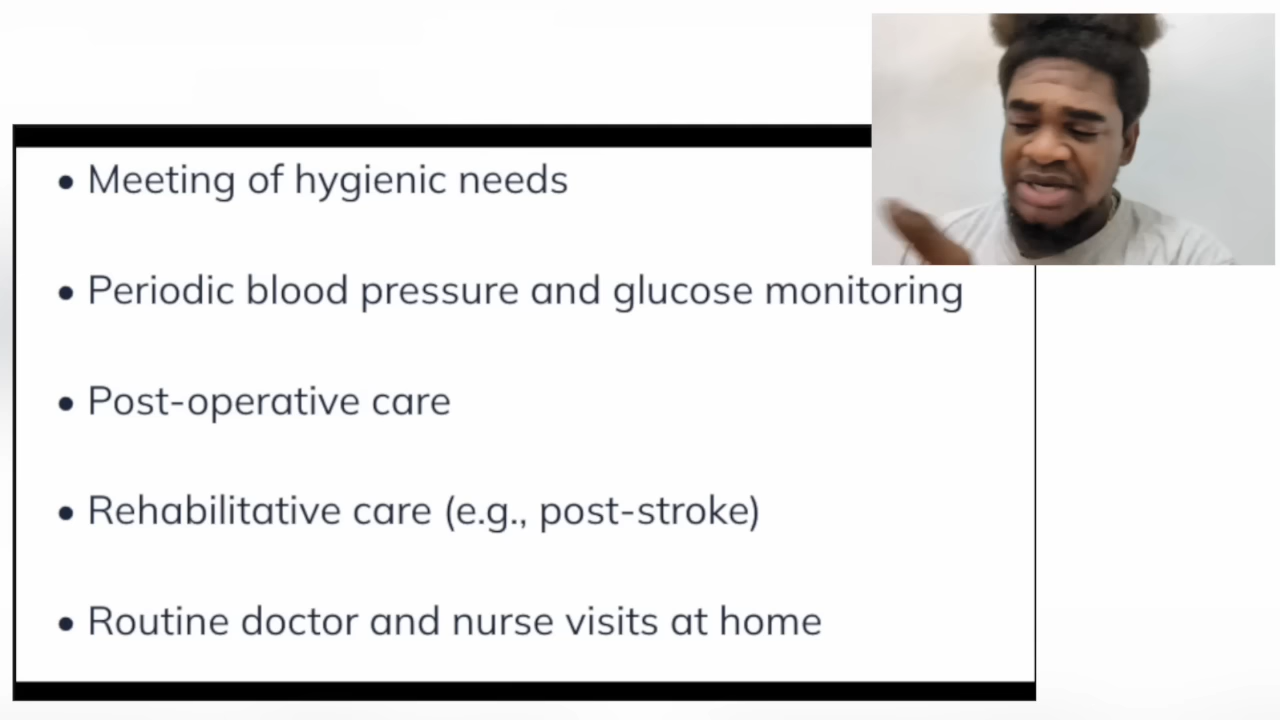 • Meeting of hygienic needs
• Periodic blood pressure and glucose monitoring
• Post-operative care
• Rehabilitative care (e.g., post-stroke)
• Routine doctor and nurse visits at home